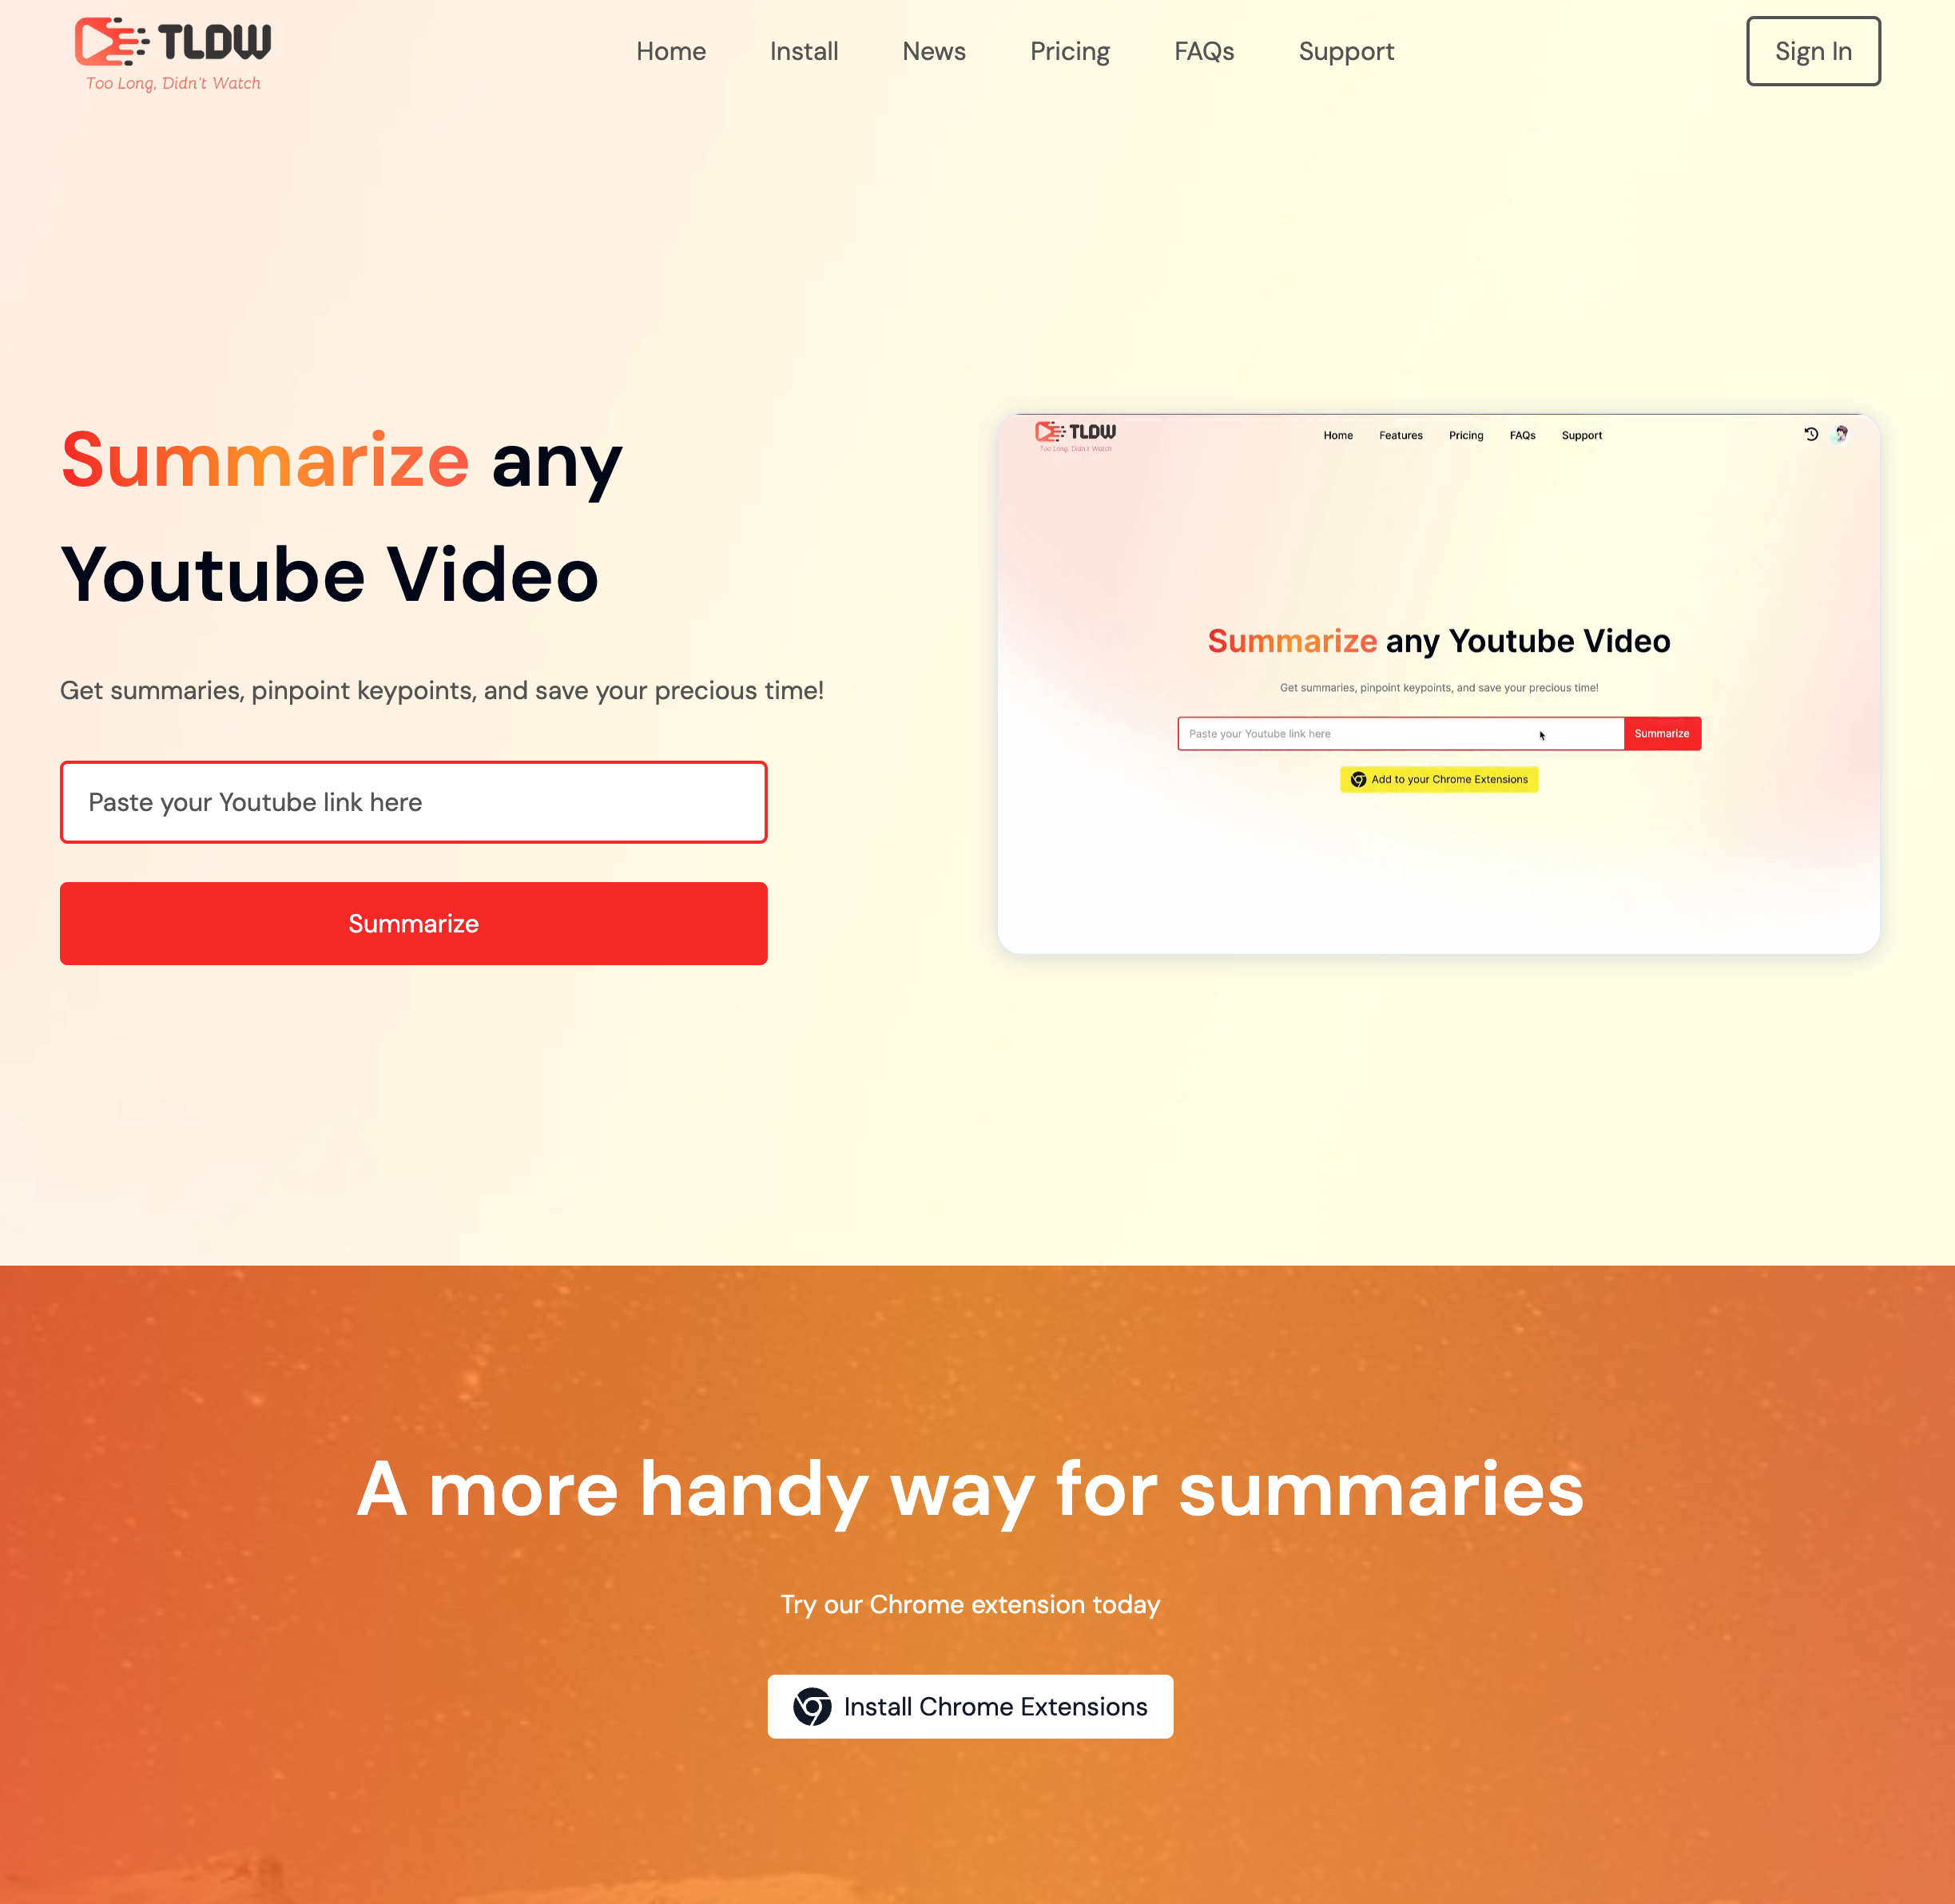 TLDW
Too Long, Didn't Watch
Home Install News Pricing FAQs Support
Sign In
Summarize any
Youtube Video
Get summaries, pinpoint keypoints, and save your precious time!
Paste your Youtube link here
Summarize
TLDW
Too Long, Didn't Watch
Home Features Pricing FAQs Support
Summarize any Youtube Video
Get summaries, pinpoint keypoints, and save your precious time!
Paste your Youtube link here
Summarize
Add to your Chrome Extensions
A more handy way for summaries
Try our Chrome extension today
Install Chrome Extensions